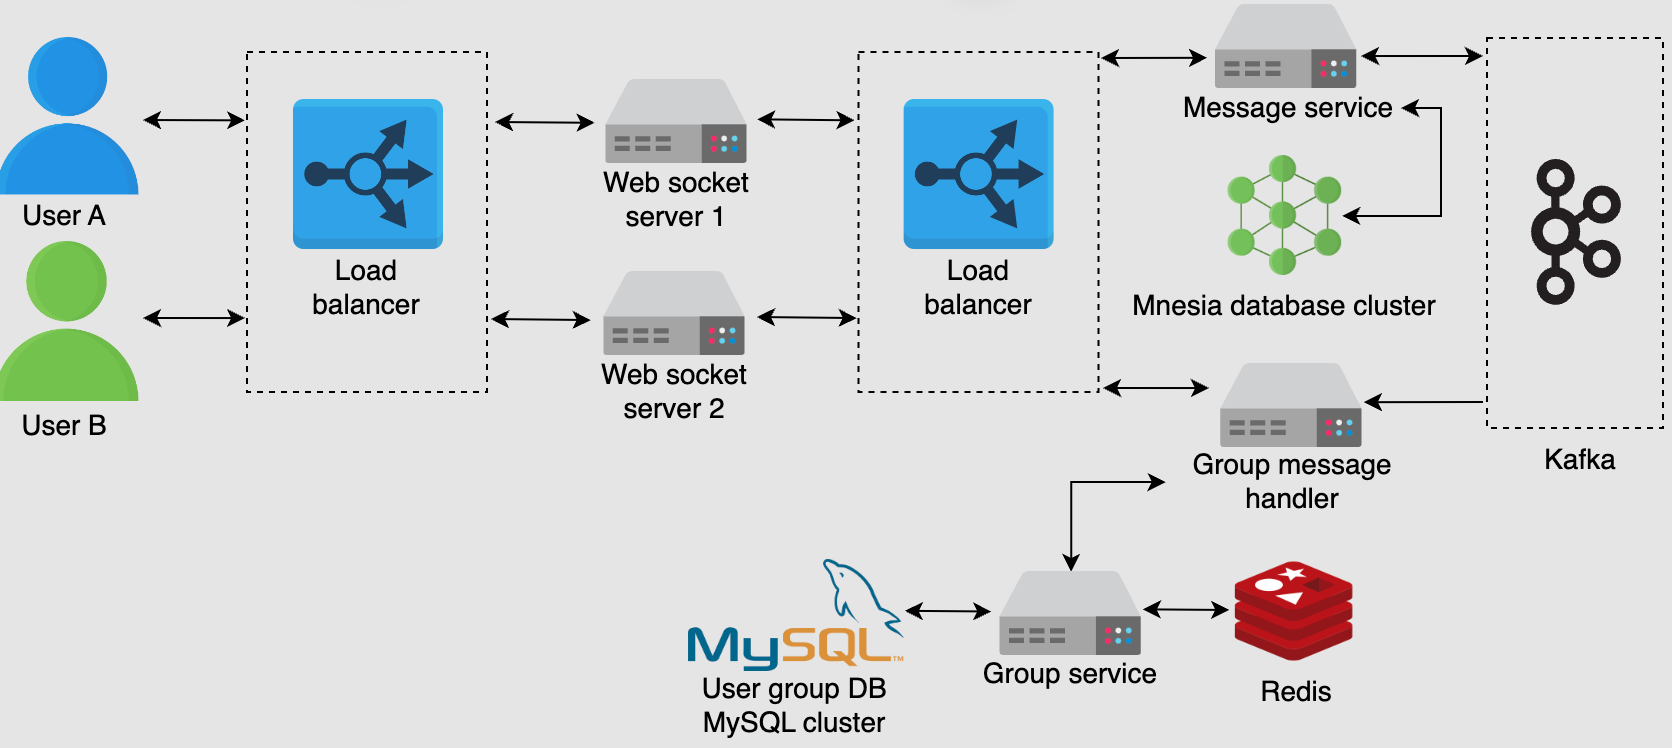 User A
User B
Load
balancer
Web socket
server 1
Web socket
server 2
Load
balancer
Message service
Mnesia database cluster
Group message
handler
Kafka
MySQL™
User group DB
MySQL cluster
Group service
Redis